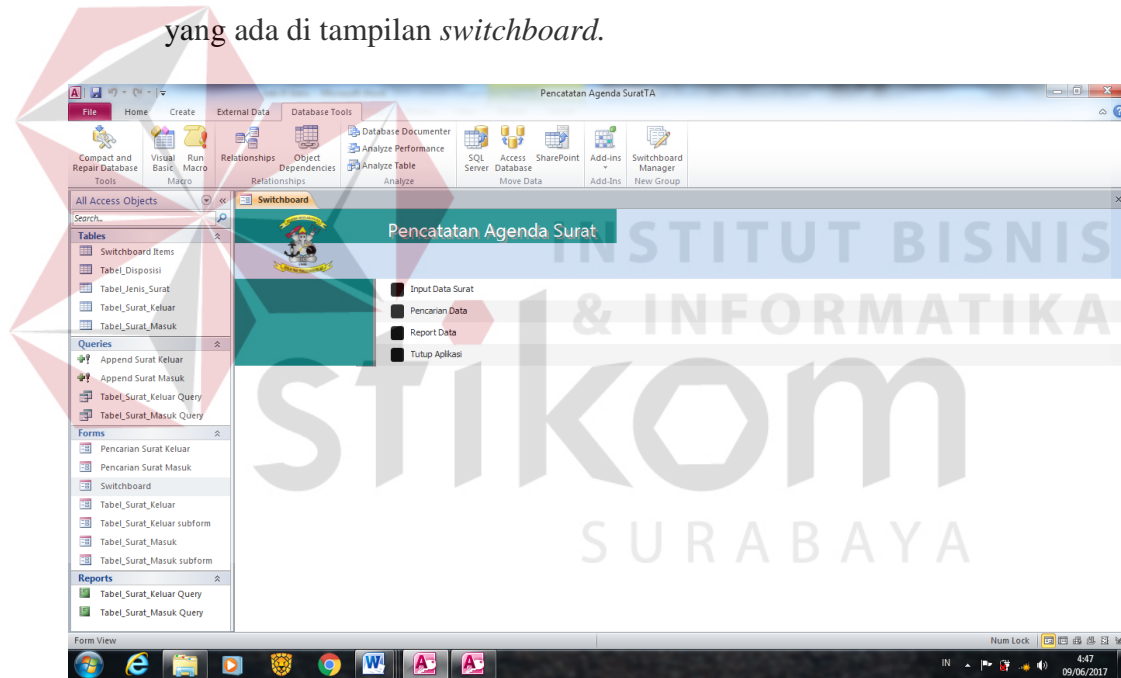 yang ada di tampilan switchboard.
Pencatatan Agenda SuratTA
File Home Create External Data Database Tools
Compact and Repair Database
Visual Basic
Run Macro
Relationships
Object Dependencies
Database Documenter
Analyze Performance
Analyze Table
SQL Server
Access Database
SharePoint
Add-ins
Switchboard Manager
Tools Macro Relationships Analyze Move Data Add-Ins New Group
All Access Objects
Switchboard
Search...
Pencatatan Agenda Surat
INSTITUT BISNIS
& INFORMATIKA
stikom
SURABAYA
Input Data Surat
Pencarian Data
Report Data
Tutup Aplikasi
Tables
Switchboard Items
Tabel_Disposisi
Tabel_Jenis_Surat
Tabel_Surat_Keluar
Tabel_Surat_Masuk
Queries
Append Surat Keluar
Append Surat Masuk
Tabel_Surat_Keluar Query
Tabel_Surat_Masuk Query
Forms
Pencarian Surat Keluar
Pencarian Surat Masuk
Switchboard
Tabel_Surat_Keluar
Tabel_Surat_Keluar subform
Tabel_Surat_Masuk
Tabel_Surat_Masuk subform
Reports
Tabel_Surat_Keluar Query
Tabel_Surat_Masuk Query
Form View
Num Lock
IN
4:47
09/06/2017